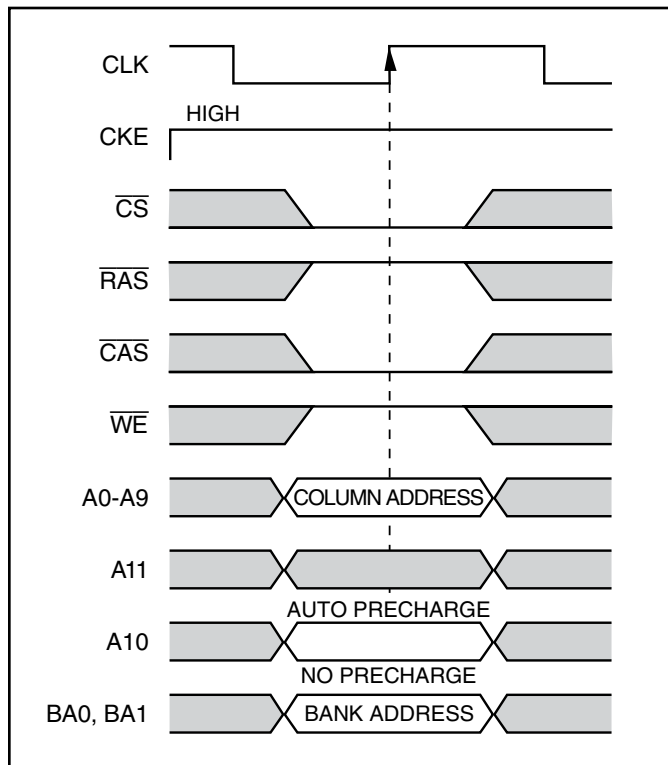 CLK
HIGH
CKE
CS
RAS
CAS
WE
A0-A9 COLUMN ADDRESS
A11
AUTO PRECHARGE
A10
NO PRECHARGE
BA0, BA1 BANK ADDRESS